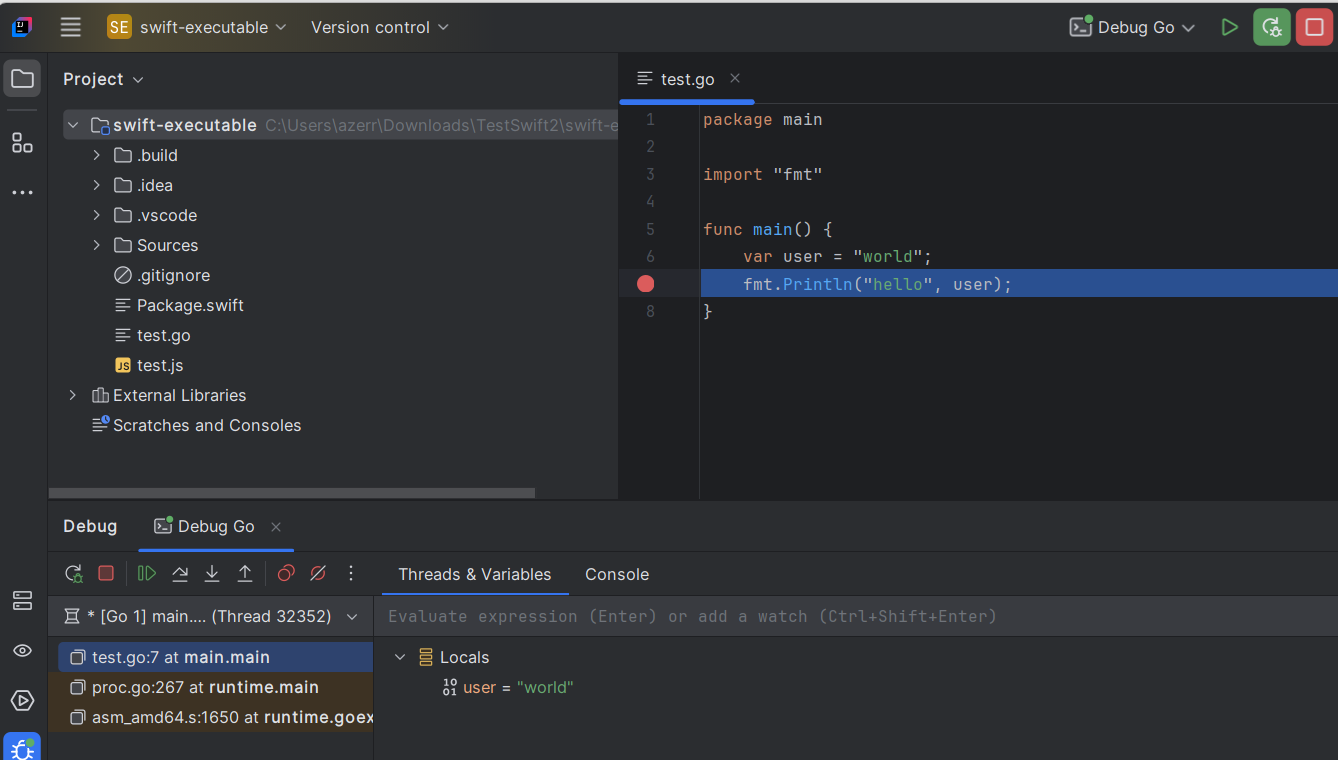 SE swift-executable Version control Debug Go
Project
swift-executable C:\Users\azerr\Downloads\TestSwift2\swift-e
.build
.idea
.vscode
Sources
.gitignore
Package.swift
test.go
JS test.js
External Libraries
Scratches and Consoles
test.go
1 package main
2
3 import "fmt"
4
5 func main() {
6 var user = "world";
fmt.Println("hello", user);
8 }
Debug Debug Go
Threads & Variables Console
* [Go 1] main.... (Thread 32352)
Evaluate expression (Enter) or add a watch (Ctrl+Shift+Enter)
test.go:7 at main.main
proc.go:267 at runtime.main
asm_amd64.s:1650 at runtime.goex
Locals
10
01 user = "world"